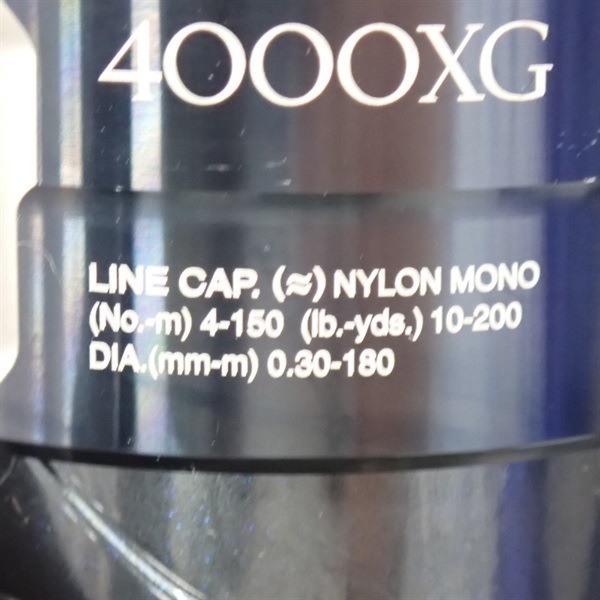 4000XG
LINE CAP. (≈) NYLON MONO
(No.-m) 4-150 (lb.-yds.) 10-200
DIA.(mm-m) 0.30-180